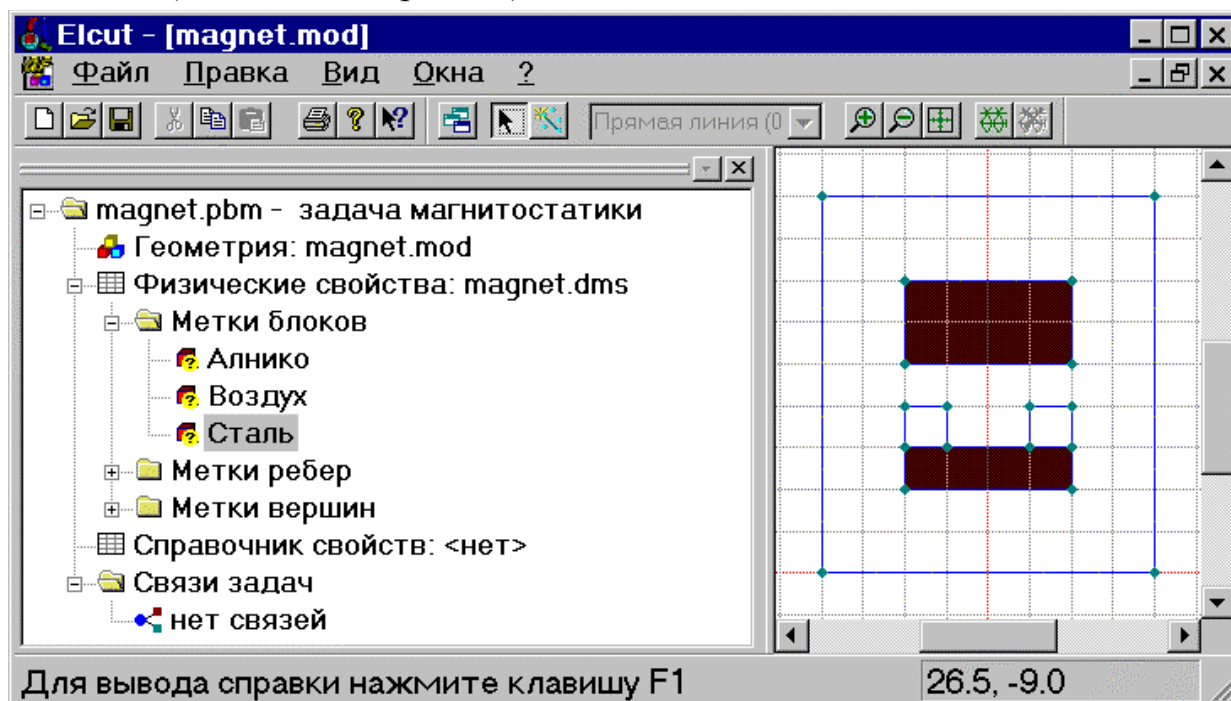 Elcut - [magnet.mod]
Файл Правка Вид Окна ?
Прямая линия (0
magnet.pbm - задача магнитостатики
Геометрия: magnet.mod
Физические свойства: magnet.dms
Метки блоков
Алнико
Воздух
Сталь
Метки ребер
Метки вершин
Справочник свойств: <нет>
Связи задач
нет связей
Для вывода справки нажмите клавишу F1
26.5, -9.0